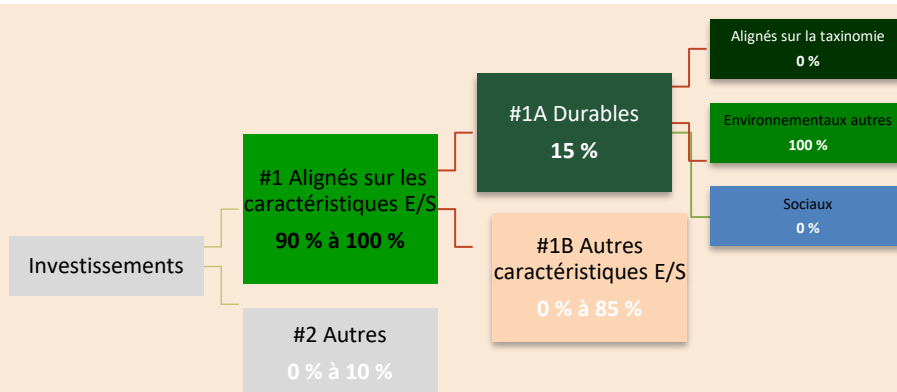 Investissements
#1 Alignés sur les
caractéristiques E/S
90 % à 100 %
#2 Autres
0 % à 10 %
#1A Durables
15 %
#1B Autres
caractéristiques E/S
0 % à 85 %
Alignés sur la taxinomie
0 %
Environnementaux autres
100 %
Sociaux
0 %